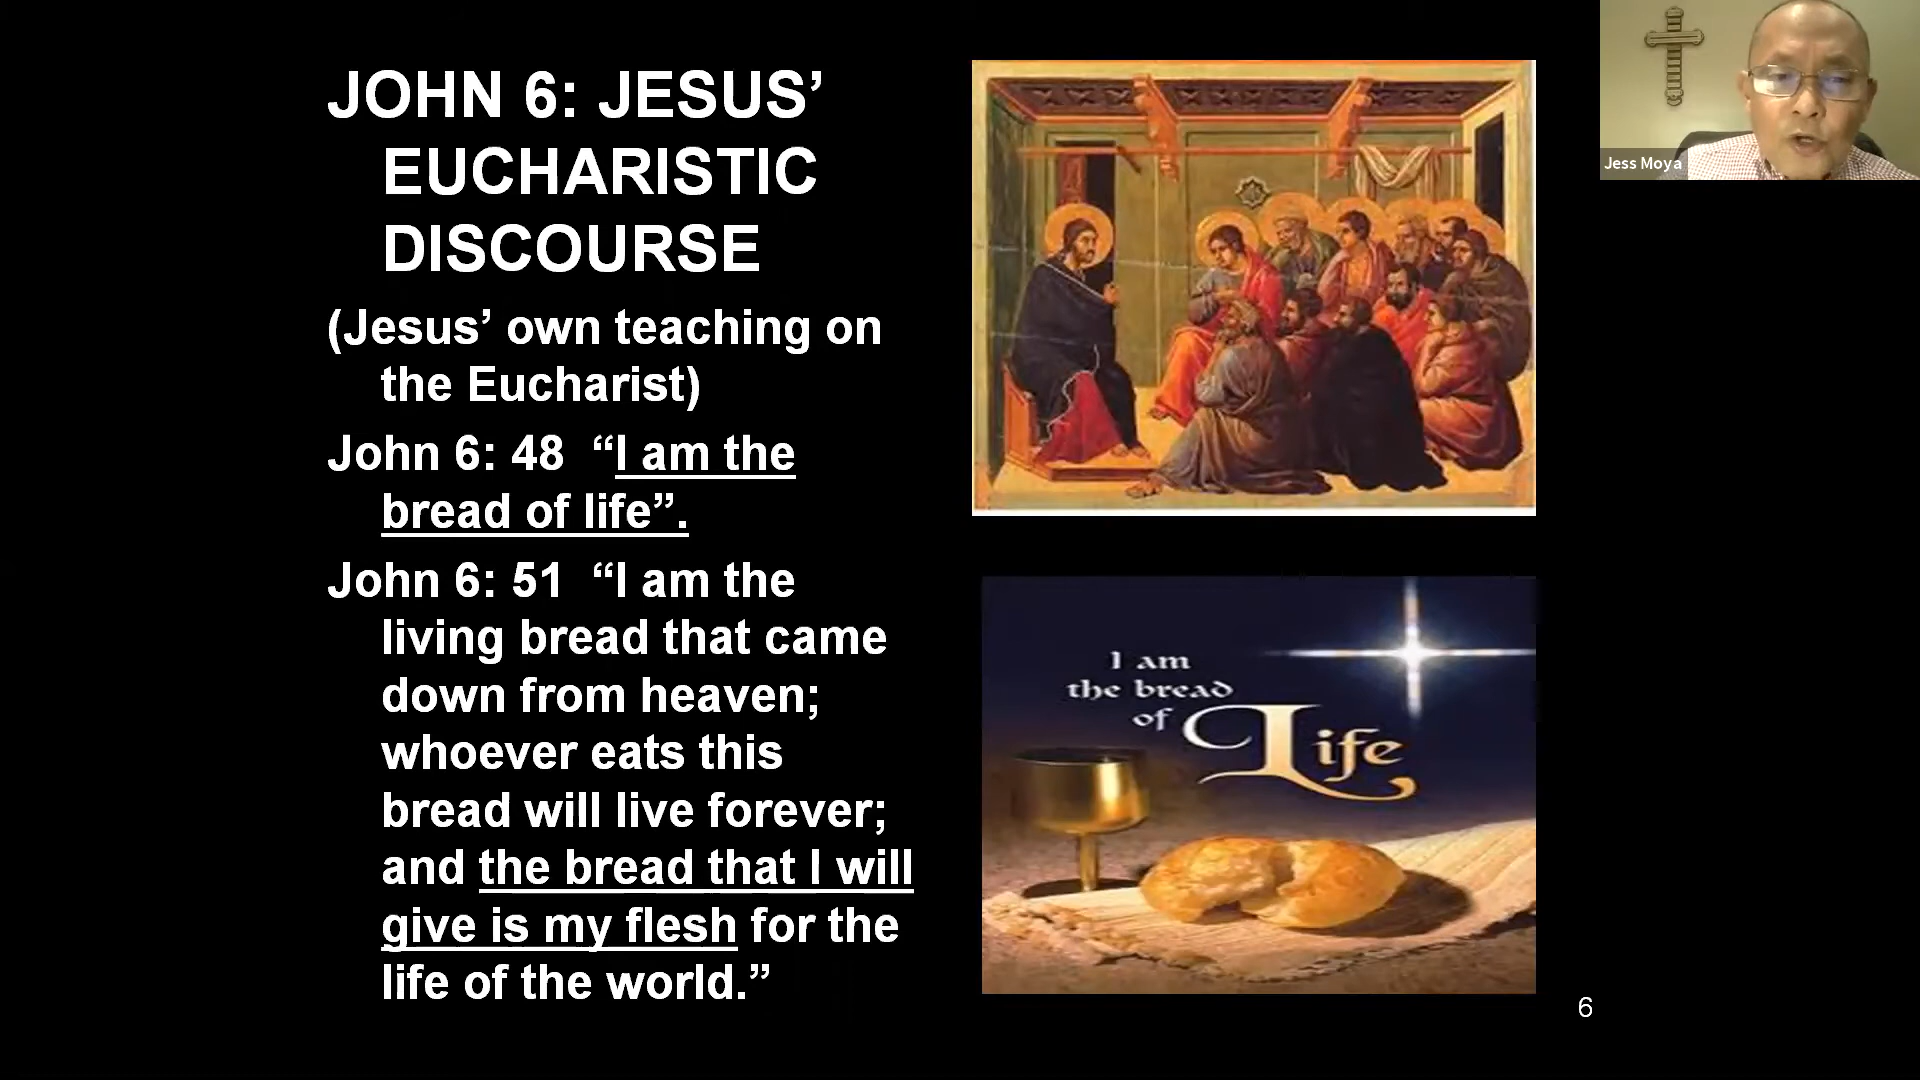 JOHN 6: JESUS’
EUCHARISTIC
DISCOURSE
(Jesus’ own teaching on
the Eucharist)
John 6: 48 “I am the
bread of life”.
John 6: 51 “I am the
living bread that came
down from heaven;
whoever eats this
bread will live forever;
and the bread that I will
give is my flesh for the
life of the world.”
I am
the bread
of Life
6
Jess Moya